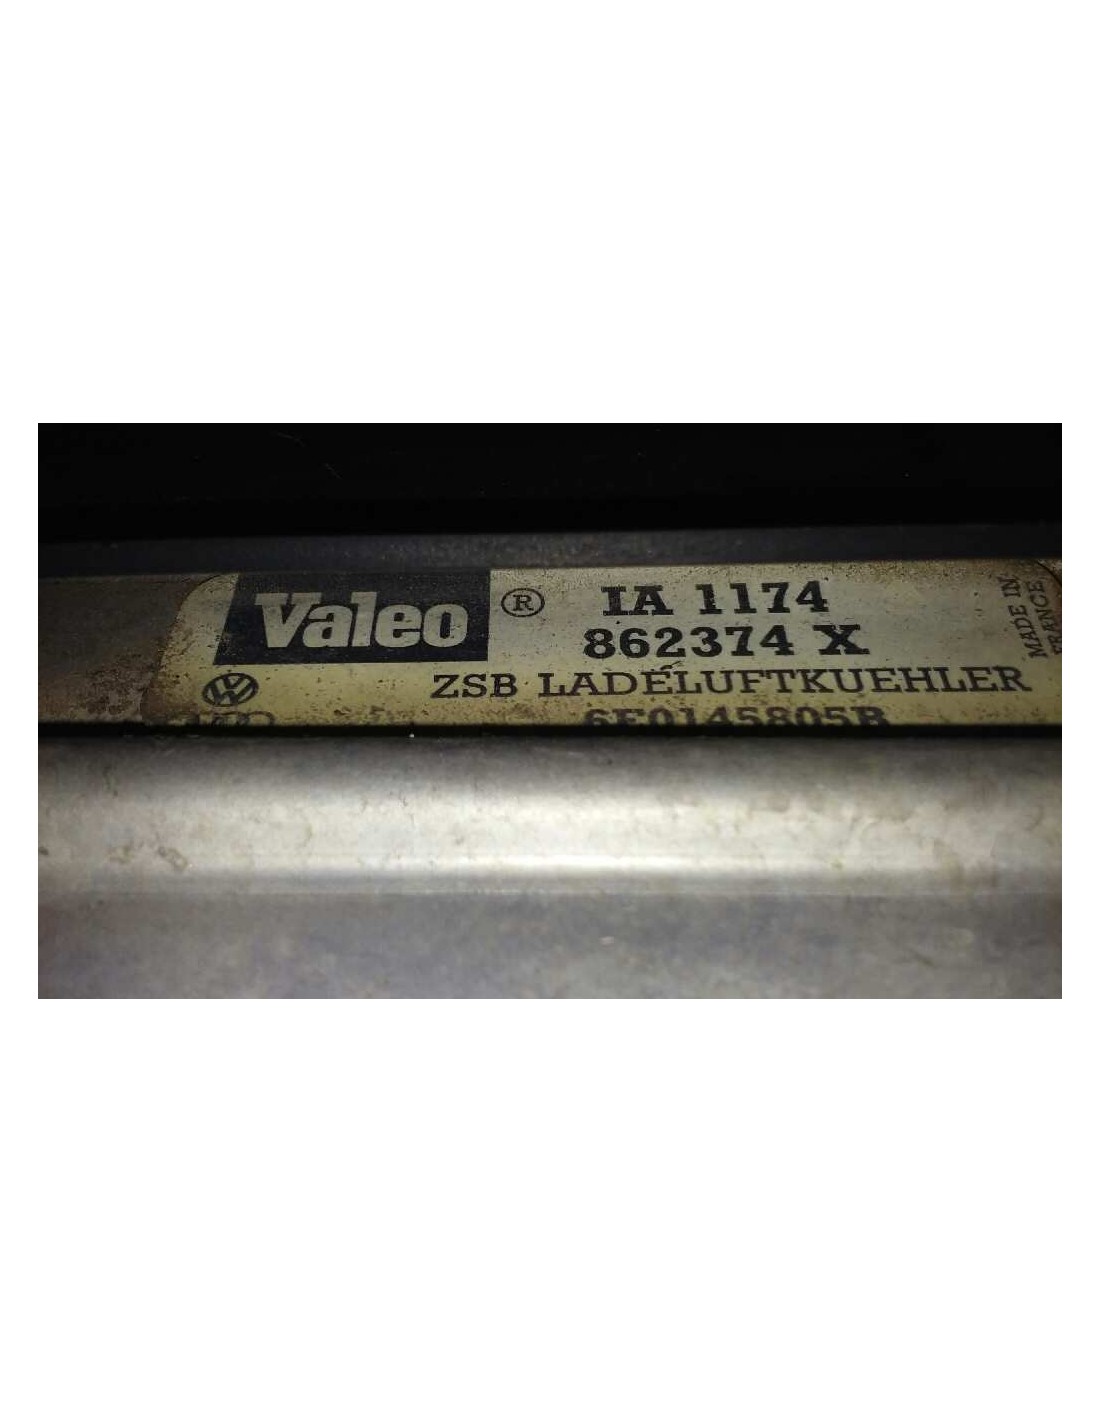 Valeo ® IA 1174
862374 X
ZSB LADELUFTKUEHLER
6E0145805B
MADE IN
FRANCE